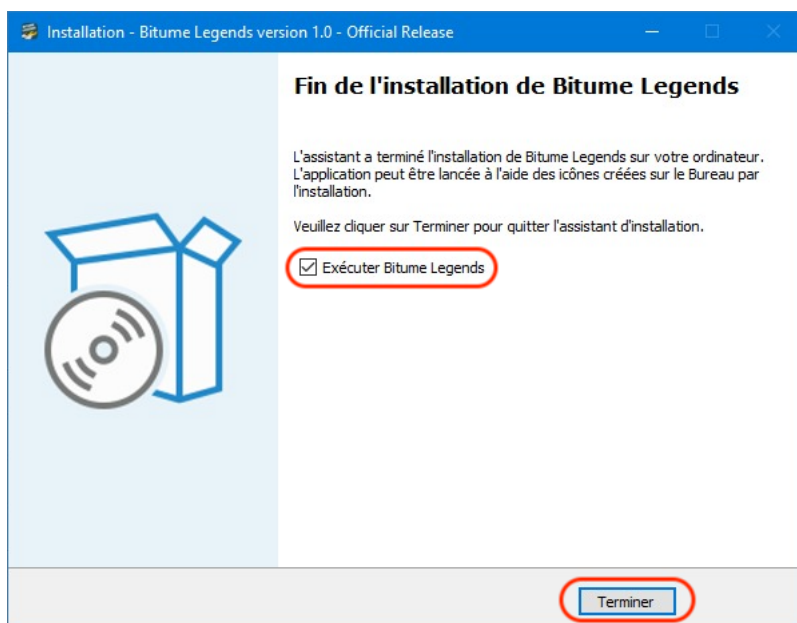 Installation - Bitume Legends version 1.0 - Official Release
Fin de l'installation de Bitume Legends
L'assistant a terminé l'installation de Bitume Legends sur votre ordinateur.
L'application peut être lancée à l'aide des icônes créées sur le Bureau par
l'installation.
Veuillez cliquer sur Terminer pour quitter l'assistant d'installation.
Exécuter Bitume Legends
Terminer